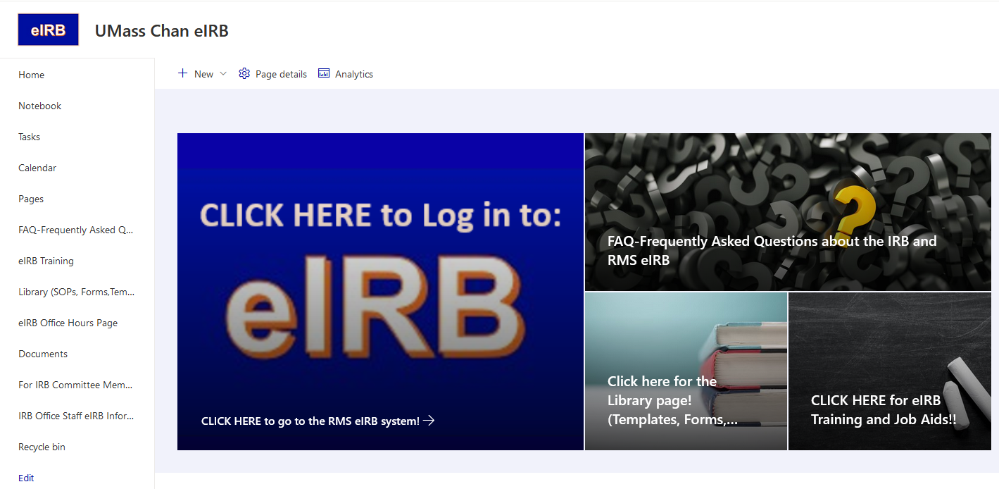 eIRB
UMass Chan eIRB
Home
Notebook
Tasks
Calendar
Pages
FAQ-Frequently Asked Q...
eIRB Training
Library (SOPs, Forms,Tem...
eIRB Office Hours Page
Documents
For IRB Committee Mem...
IRB Office Staff eIRB Infor...
Recycle bin
Edit
New
Page details
Analytics
CLICK HERE to Log in to:
eIRB
CLICK HERE to go to the RMS eIRB system!
FAQ-Frequently Asked Questions about the IRB and
RMS eIRB
Click here for the
Library page!
(Templates, Forms,...
CLICK HERE for eIRB
Training and Job Aids!!